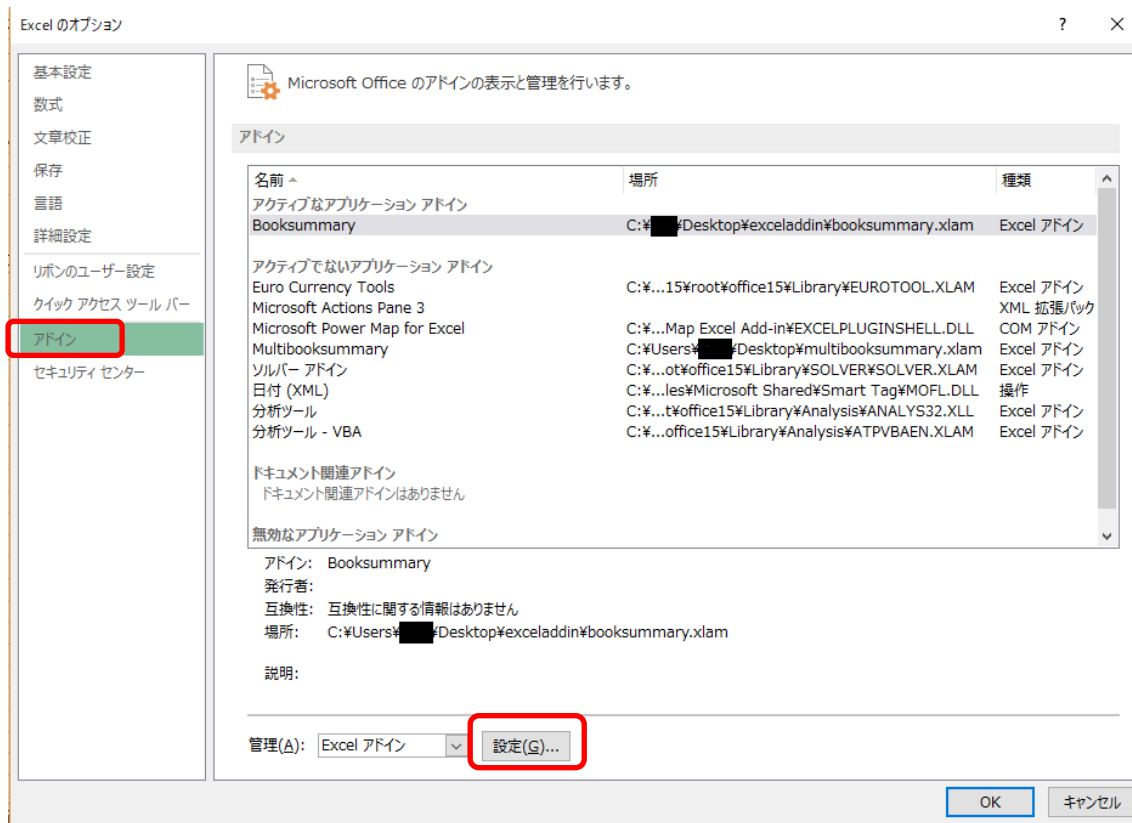 Excel のオプション ? ×
基本設定
数式
文章校正
保存
言語
詳細設定
リボンのユーザー設定
クイック アクセス ツール バー
アドイン
セキュリティ センター
Microsoft Office のアドインの表示と管理を行います。
アドイン
名前 場所 種類
アクティブなアプリケーション アドイン
Booksummary C:¥ ¥Desktop¥exceladdin¥booksummary.xlam Excel アドイン
アクティブでないアプリケーション アドイン
Euro Currency Tools C:¥...15¥root¥office15¥Library¥EUROTOOL.XLAM Excel アドイン
Microsoft Actions Pane 3 XML 拡張パック
Microsoft Power Map for Excel C:¥...Map Excel Add-in¥EXCELPLUGINSHELL.DLL COM アドイン
Multibooksummary C:¥Users¥ ¥Desktop¥multibooksummary.xlam Excel アドイン
ソルバー アドイン C:¥...ot¥office15¥Library¥SOLVER¥SOLVER.XLAM Excel アドイン
日付 (XML) C:¥...les¥Microsoft Shared¥Smart Tag¥MOFL.DLL 操作
分析ツール C:¥...t¥office15¥Library¥Analysis¥ANALYS32.XLL Excel アドイン
分析ツール - VBA C:¥...office15¥Library¥Analysis¥ATPVBAEN.XLAM Excel アドイン
ドキュメント関連アドイン
ドキュメント関連アドインはありません
無効なアプリケーション アドイン
アドイン: Booksummary
発行者:
互換性: 互換性に関する情報はありません
場所: C:¥Users¥ ¥Desktop¥exceladdin¥booksummary.xlam
説明:
管理(A): Excel アドイン 設定(G)...
OK キャンセル